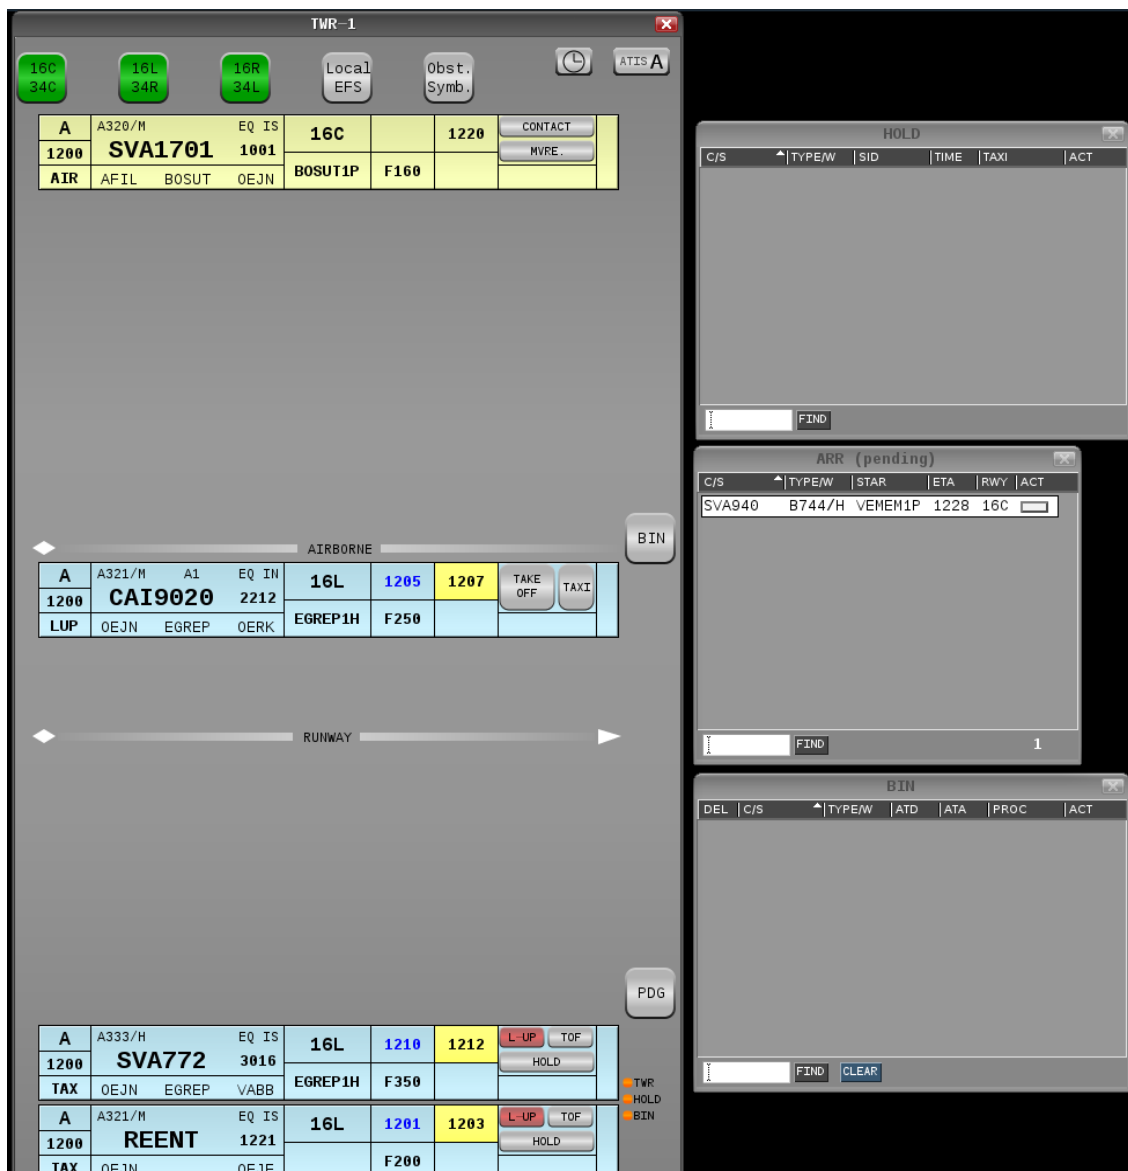 TWR-1
16C 34C
16L 34R
16R 34L
Local EFS
Obst. Symb.
ATIS A
A A320/M EQ IS 16C 1220 CONTACT
1200 SVA1701 1001 MVRE.
AIR AFIL BOSUT OEJN BOSUT1P F160
AIRBORNE
BIN
A A321/M A1 EQ IN 16L 1205 1207 TAKE OFF TAXI
1200 CAI9020 2212
LUP OEJN EGREP OERK EGREP1H F250
RUNWAY
PDG
A A333/H EQ IS 16L 1210 1212 L-UP TOF
1200 SVA772 3016 HOLD
TAX OEJN EGREP VABB EGREP1H F350
TWR
HOLD
BIN
A A321/M EQ IS 16L 1201 1203 L-UP TOF
1200 REENT 1221 HOLD
TAX OEJN OEJF F200
HOLD
C/S TYPE/W SID TIME TAXI ACT
FIND
ARR (pending)
C/S TYPE/W STAR ETA RWY ACT
SVA940 B744/H VEMEM1P 1228 16C
FIND 1
BIN
DEL C/S TYPE/W ATD ATA PROC ACT
FIND CLEAR